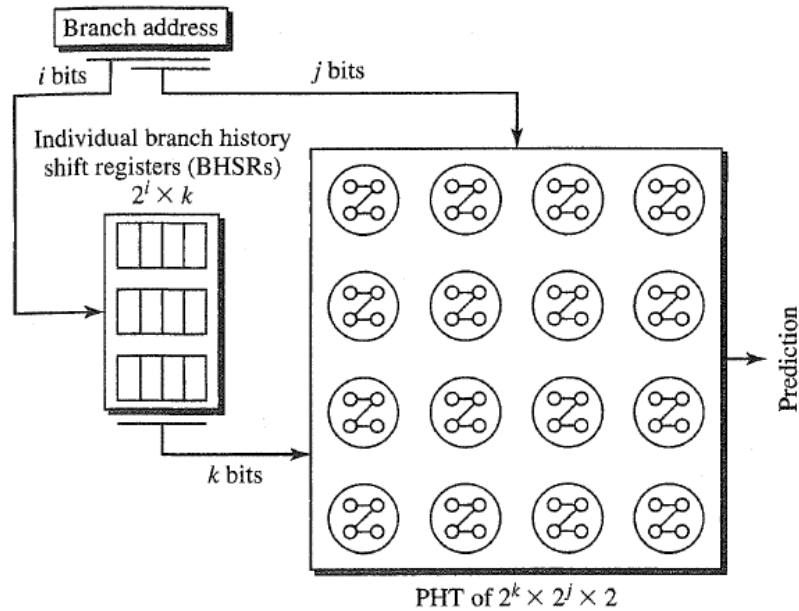 Branch address
i bits
j bits
Individual branch history
shift registers (BHSRs)
2^i × k
k bits
Prediction
PHT of 2^k × 2^j × 2